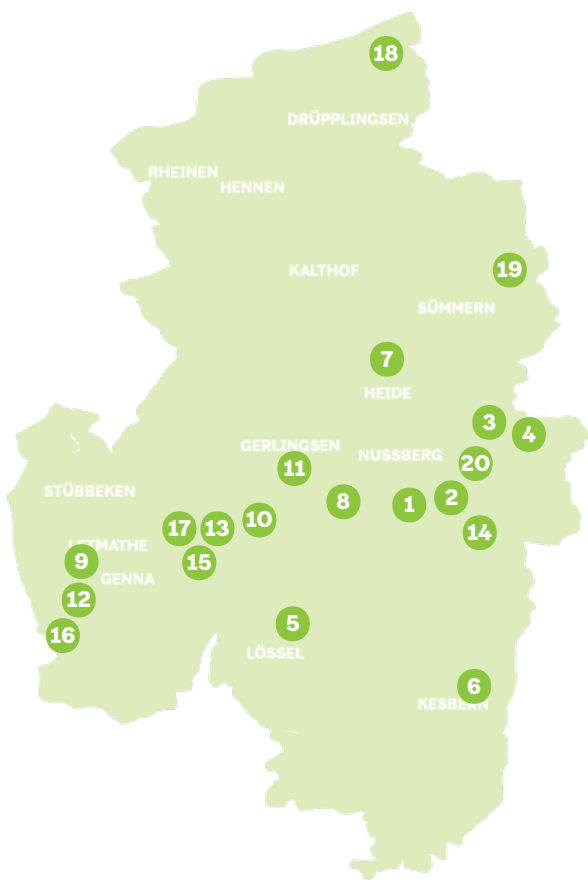 18
DRÜPPLINGSEN
RHEINEN
HENNEN
KALTHOF
19
SÜMMERN
7
HEIDE
3
4
GERLINGSEN
NUSSBERG
20
11
STÜBBEKEN
8
1
2
10
17
13
14
LETMATHE
9
15
GENNA
12
5
16
LÖSSEL
6
KESBERN